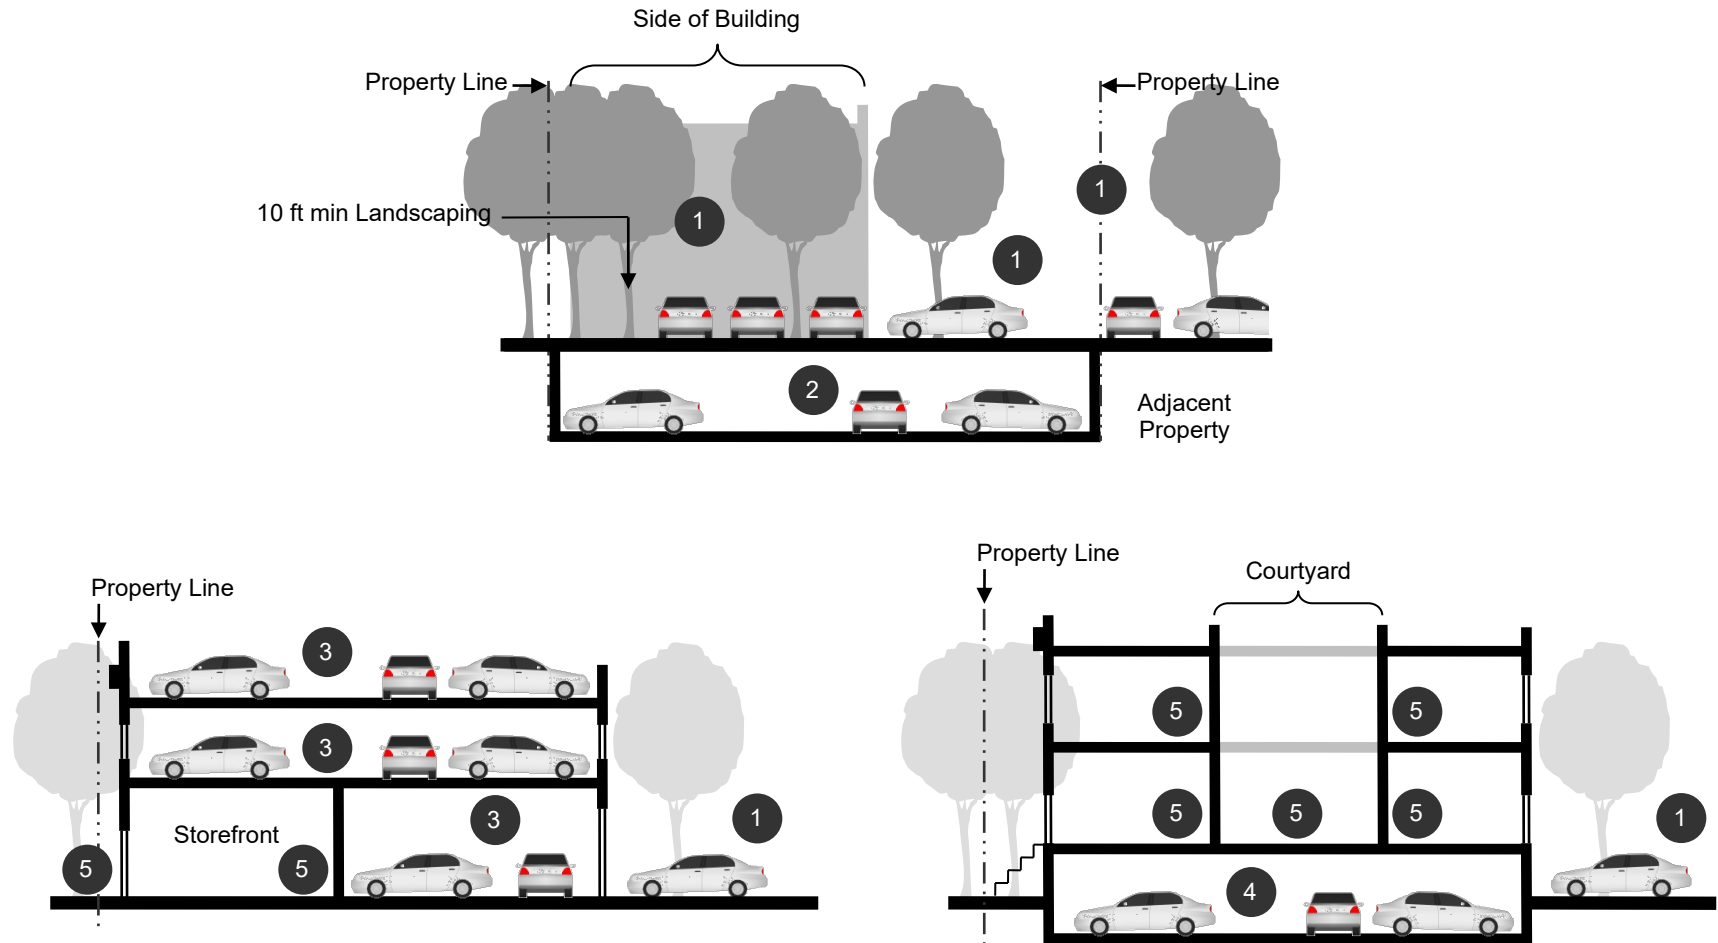 Side of Building
Property Line
Property Line
1
10 ft min Landscaping
1
1
2
Adjacent
Property
Property Line
Courtyard
Property Line
3
5
5
3
3
1
5
5
5
1
Storefront
5
5
4